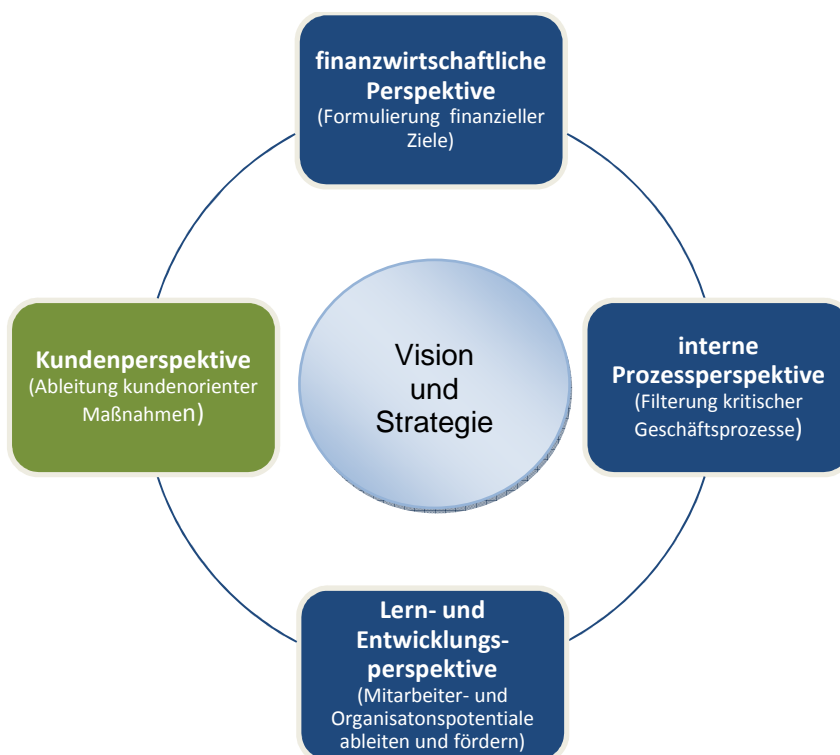 finanzwirtschaftliche
Perspektive
(Formulierung finanzieller
Ziele)
Kundenperspektive
(Ableitung kundenorienter
Maßnahmen)
Vision
und
Strategie
interne
Prozessperspektive
(Filterung kritischer
Geschäftsprozesse)
Lern- und
Entwicklungs-
perspektive
(Mitarbeiter- und
Organisatonspotentiale
ableiten und fördern)